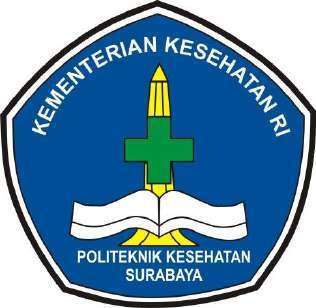 KEMENTERIAN KESEHATAN RI
POLITEKNIK KESEHATAN
SURABAYA